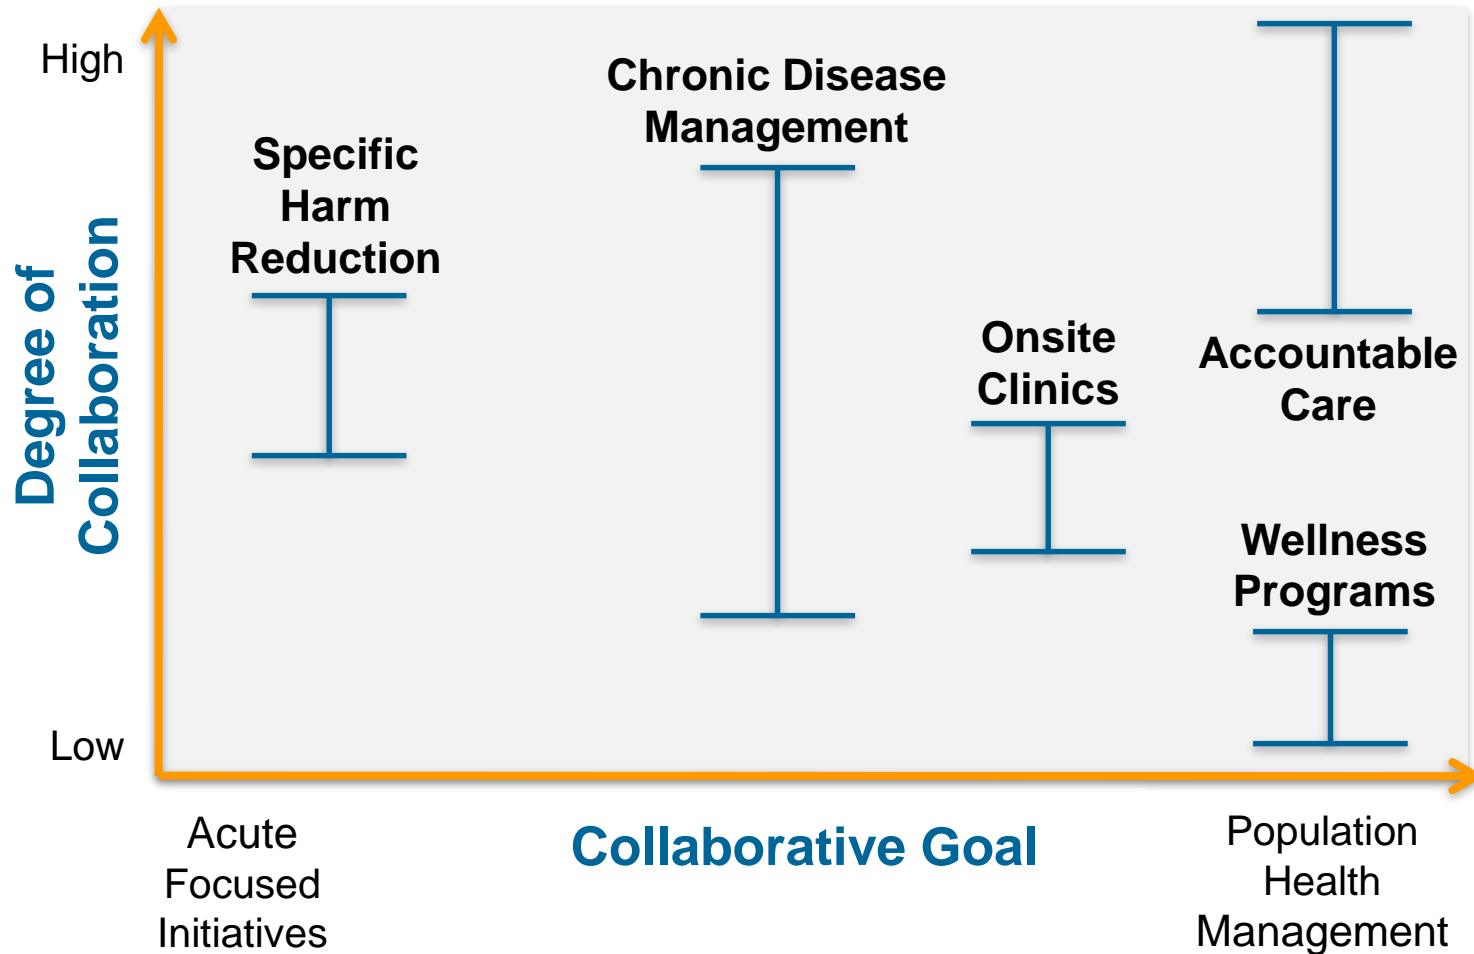 High
Chronic Disease
Management
Specific
Harm
Reduction
Degree of
Collaboration
Onsite
Clinics
Accountable
Care
Wellness
Programs
Low
Acute
Focused
Initiatives
Collaborative Goal
Population
Health
Management